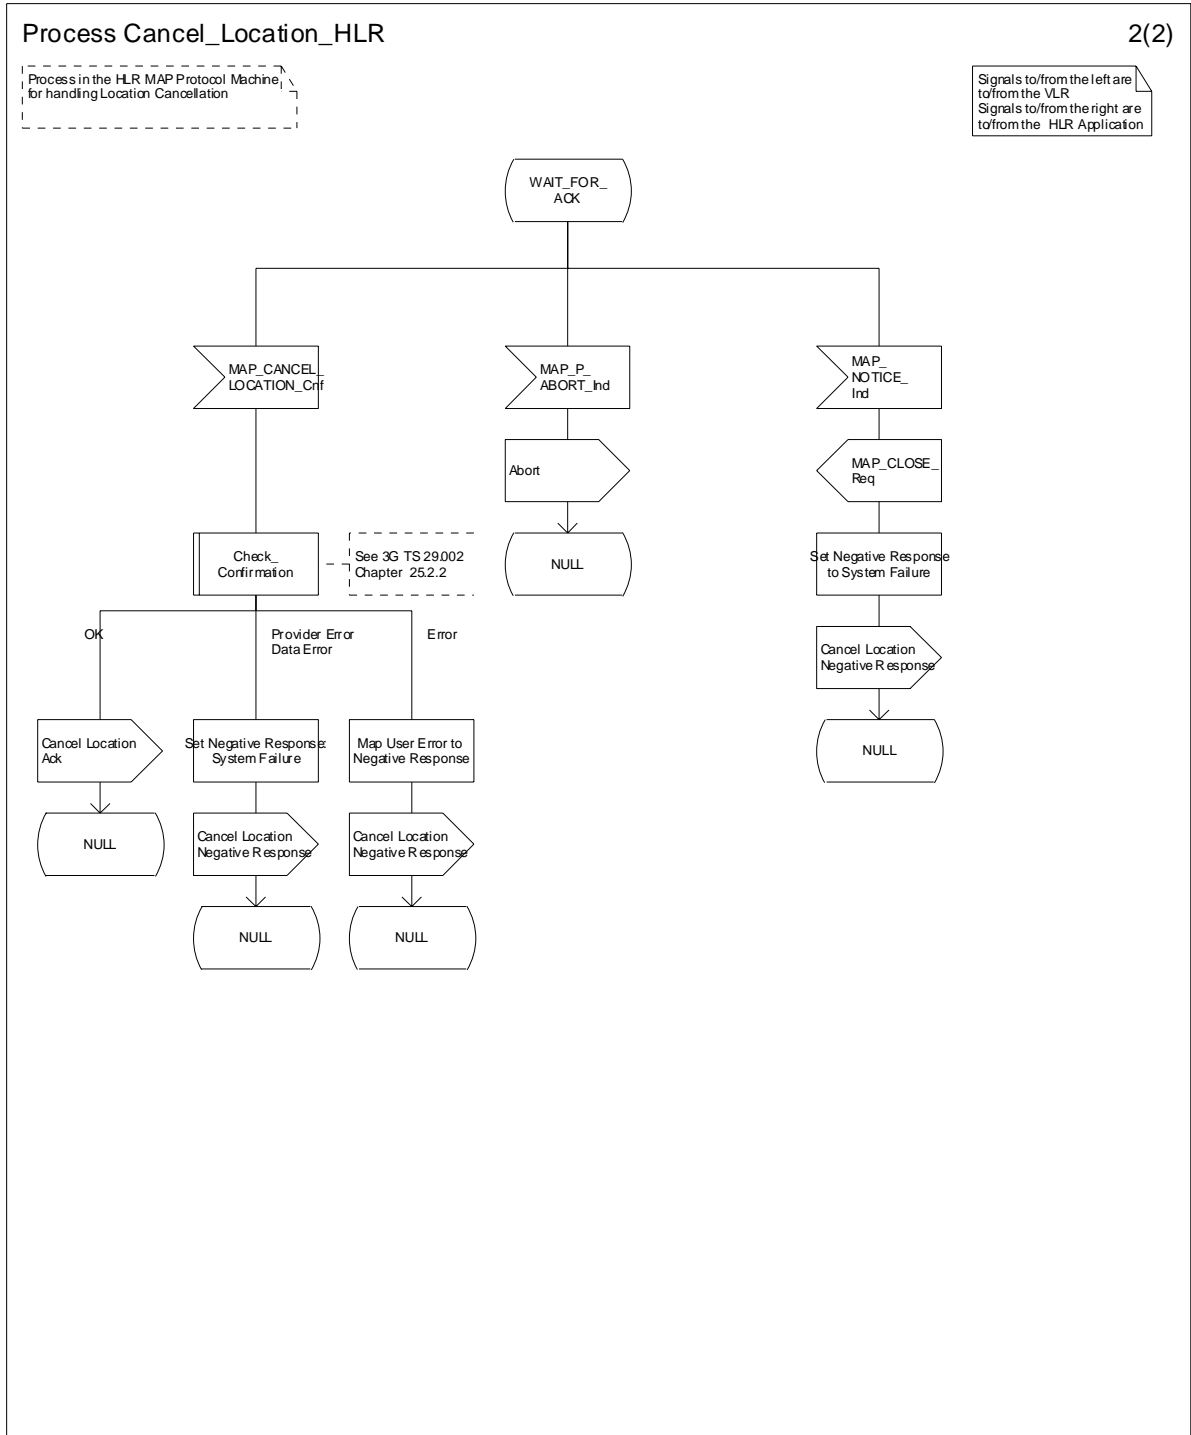 Process Cancel_Location_HLR
2(2)
Process in the HLR MAP Protocol Machine
for handling Location Cancellation
Signals to/from the left are
to/from the VLR
Signals to/from the right are
to/from the HLR Application
WAIT_FOR_
ACK
MAP_CANCEL_
LOCATION_Cnf
MAP_P_
ABORT_Ind
MAP_
NOTICE_
Ind
Abort
MAP_CLOSE_
Req
Check_
Confirmation
See 3G TS 29.002
Chapter 25.2.2
NULL
Set Negative Response
to System Failure
OK
Provider Error
Data Error
Error
Cancel Location
Negative Response
Cancel Location
Ack
Set Negative Response:
System Failure
Map User Error to
Negative Response
NULL
NULL
Cancel Location
Negative Response
Cancel Location
Negative Response
NULL
NULL